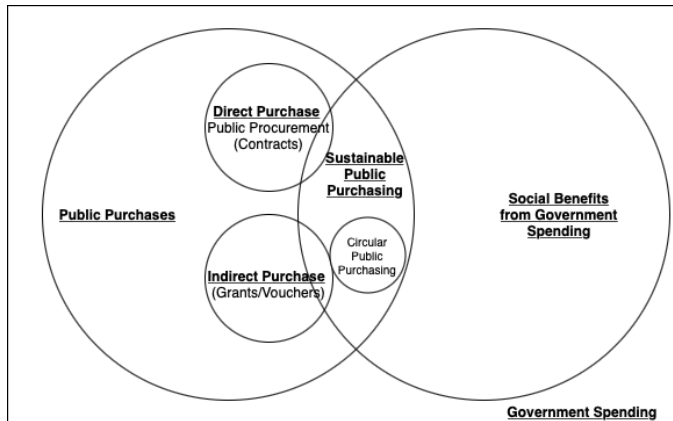 Direct Purchase
Public Procurement
(Contracts)
Sustainable
Public
Purchasing
Public Purchases
Social Benefits
from Government
Spending
Circular
Public
Purchasing
Indirect Purchase
(Grants/Vouchers)
Government Spending